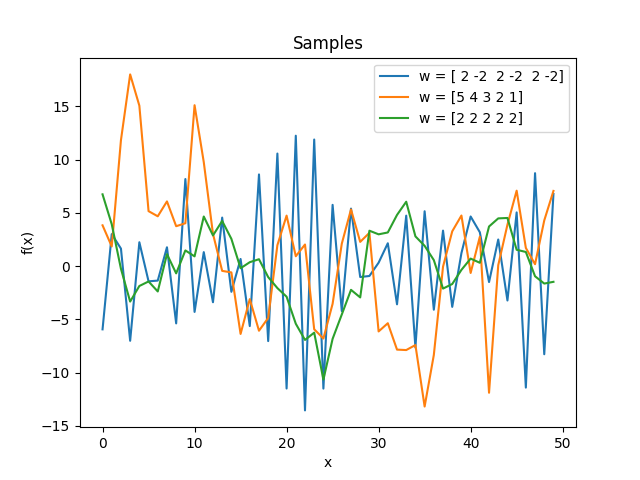 Samples
w = [ 2 -2  2 -2  2 -2]
w = [5 4 3 2 1]
w = [2 2 2 2 2]
f(x)
15
10
5
0
−5
−10
−15
0 10 20 30 40 50
x